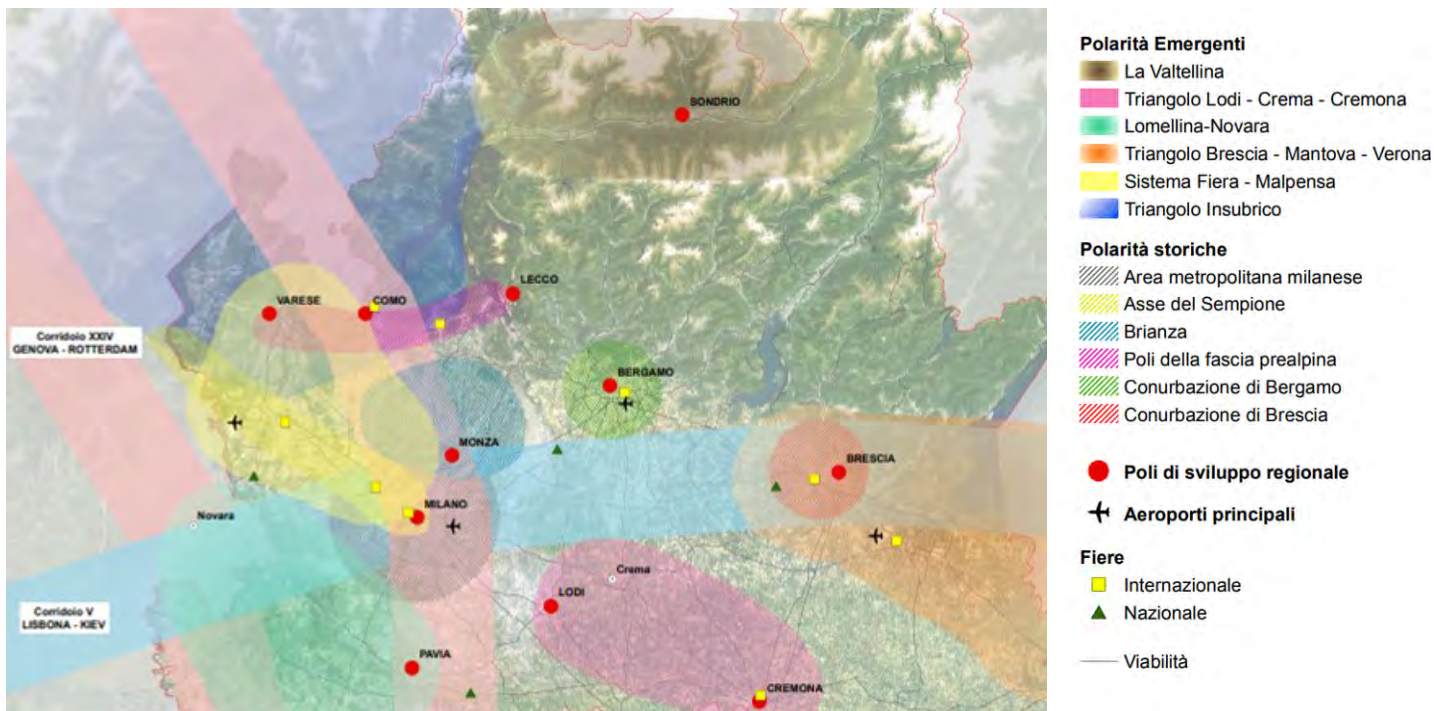 SONDRIO
LECCO
VARESE
COMO
Corridoio XXIV
GENOVA - ROTTERDAM
BERGAMO
MONZA
BRESCIA
MILANO
Novara
Crema
LODI
Corridoio V
LISBONA - KIEV
PAVIA
CREMONA
Polarità Emergenti
La Valtellina
Triangolo Lodi - Crema - Cremona
Lomellina-Novara
Triangolo Brescia - Mantova - Verona
Sistema Fiera - Malpensa
Triangolo Insubrico
Polarità storiche
Area metropolitana milanese
Asse del Sempione
Brianza
Poli della fascia prealpina
Conurbazione di Bergamo
Conurbazione di Brescia
Poli di sviluppo regionale
Aeroporti principali
Fiere
Internazionale
Nazionale
Viabilità